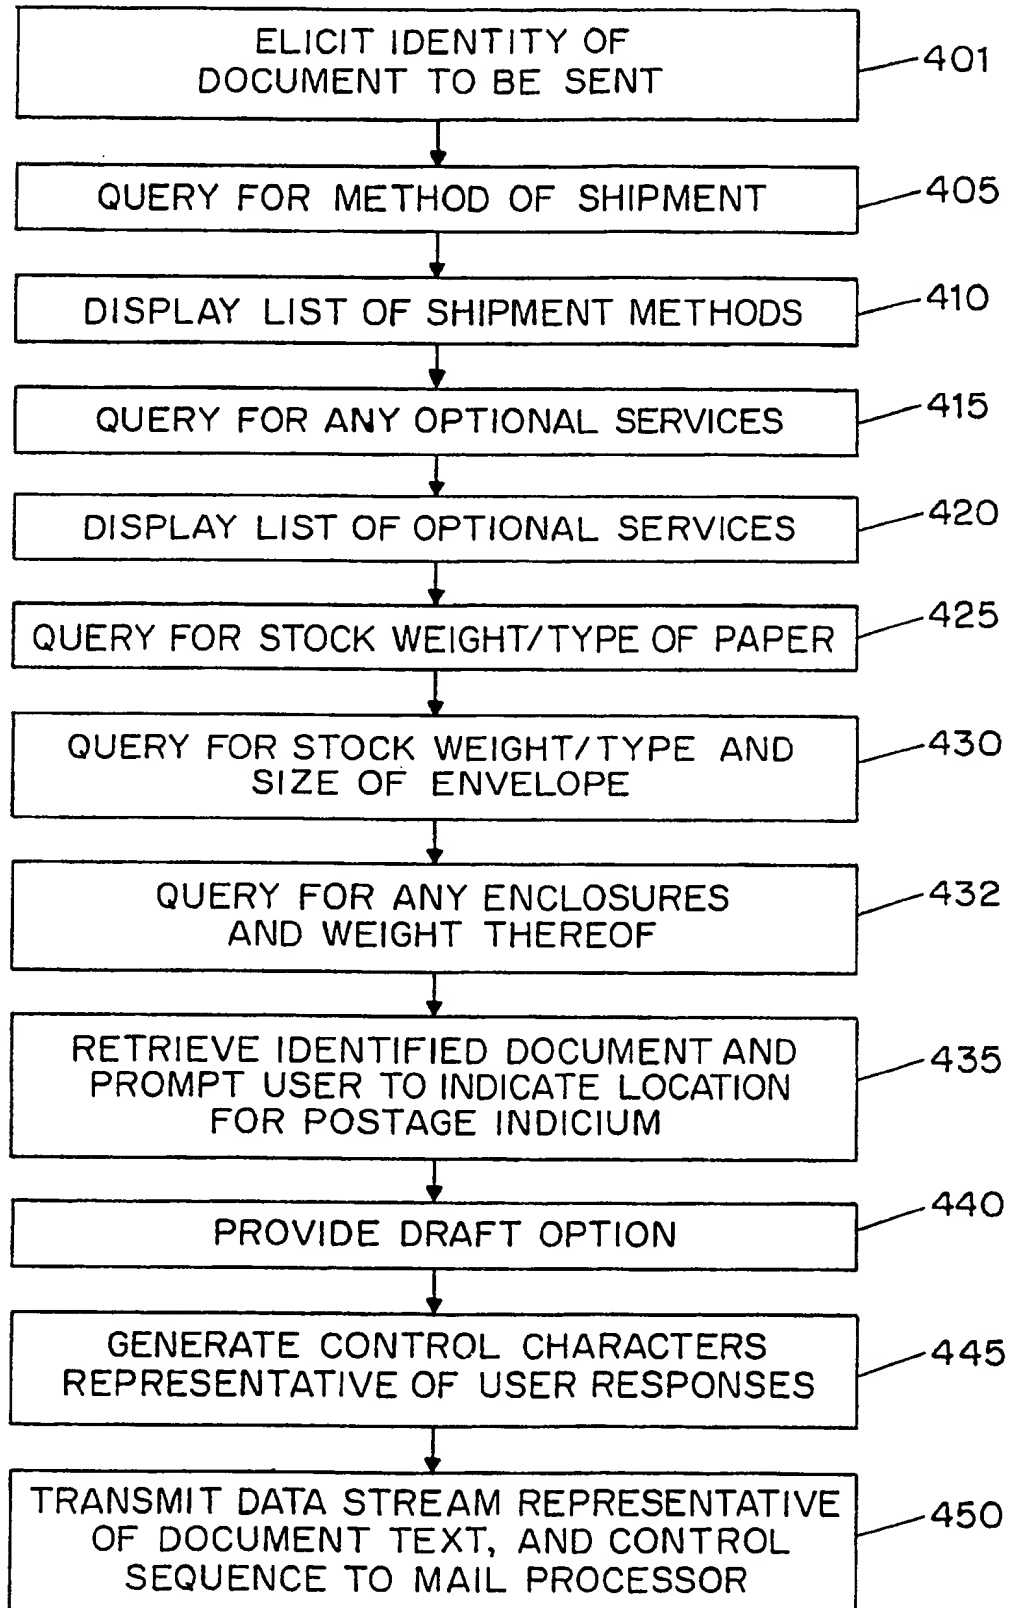 ELICIT IDENTITY OF
DOCUMENT TO BE SENT
401
QUERY FOR METHOD OF SHIPMENT
405
DISPLAY LIST OF SHIPMENT METHODS
410
QUERY FOR ANY OPTIONAL SERVICES
415
DISPLAY LIST OF OPTIONAL SERVICES
420
QUERY FOR STOCK WEIGHT/TYPE OF PAPER
425
QUERY FOR STOCK WEIGHT/TYPE AND
SIZE OF ENVELOPE
430
QUERY FOR ANY ENCLOSURES
AND WEIGHT THEREOF
432
RETRIEVE IDENTIFIED DOCUMENT AND
PROMPT USER TO INDICATE LOCATION
FOR POSTAGE INDICIUM
435
PROVIDE DRAFT OPTION
440
GENERATE CONTROL CHARACTERS
REPRESENTATIVE OF USER RESPONSES
445
TRANSMIT DATA STREAM REPRESENTATIVE
OF DOCUMENT TEXT, AND CONTROL
SEQUENCE TO MAIL PROCESSOR
450